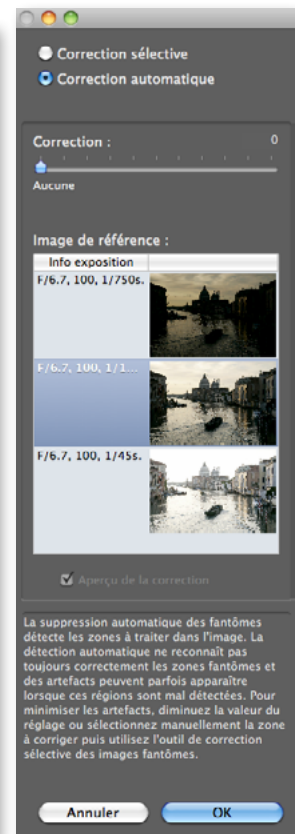 Correction sélective
Correction automatique
Correction : 0
Aucune
Image de référence :
Info exposition
F/6.7, 100, 1/750s.
F/6.7, 100, 1/1...
F/6.7, 100, 1/45s.
Aperçu de la correction
La suppression automatique des fantômes
détecte les zones à traiter dans l'image. La
détection automatique ne reconnaît pas
toujours correctement les zones fantômes et
des artefacts peuvent parfois apparaître
lorsque ces régions sont mal détectées. Pour
minimiser les artefacts, diminuez la valeur du
réglage ou sélectionnez manuellement la zone
à corriger puis utilisez l'outil de correction
sélective des images fantômes.
Annuler OK